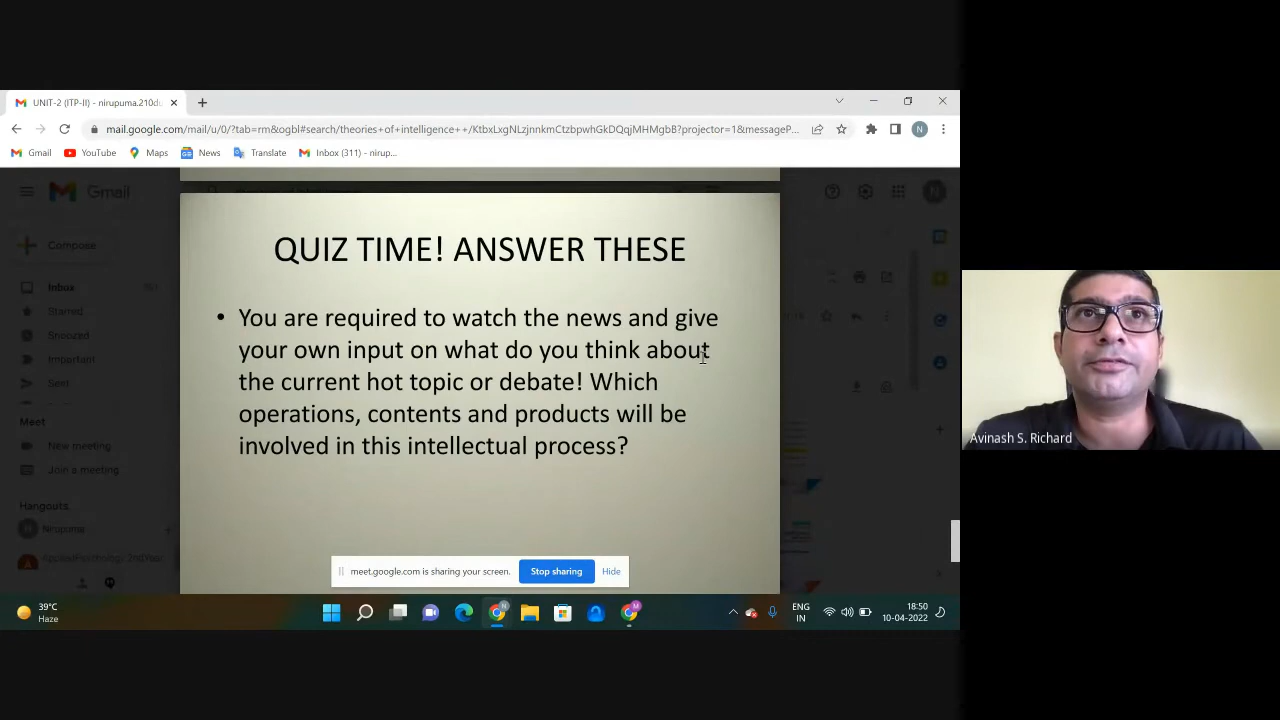 UNIT-2 (ITP-II) - nirupuma.210du
mail.google.com/mail/u/0/?tab=rm&ogbl#search/theories+of+intelligence++/KtbxLxgNLzjnnkmCtzbpwhGkDQqjMHMgbB?projector=1&messageP...
Gmail YouTube Maps News Translate Inbox (311) - nirup...
Gmail
Compose
Inbox
Starred
Snoozed
Important
Sent
Meet
New meeting
Join a meeting
Hangouts
Nirupuma
QUIZ TIME! ANSWER THESE
• You are required to watch the news and give
your own input on what do you think about
the current hot topic or debate! Which
operations, contents and products will be
involved in this intellectual process?
meet.google.com is sharing your screen. Stop sharing Hide
39°C
Haze
ENG
IN
18:50
10-04-2022
Avinash S. Richard